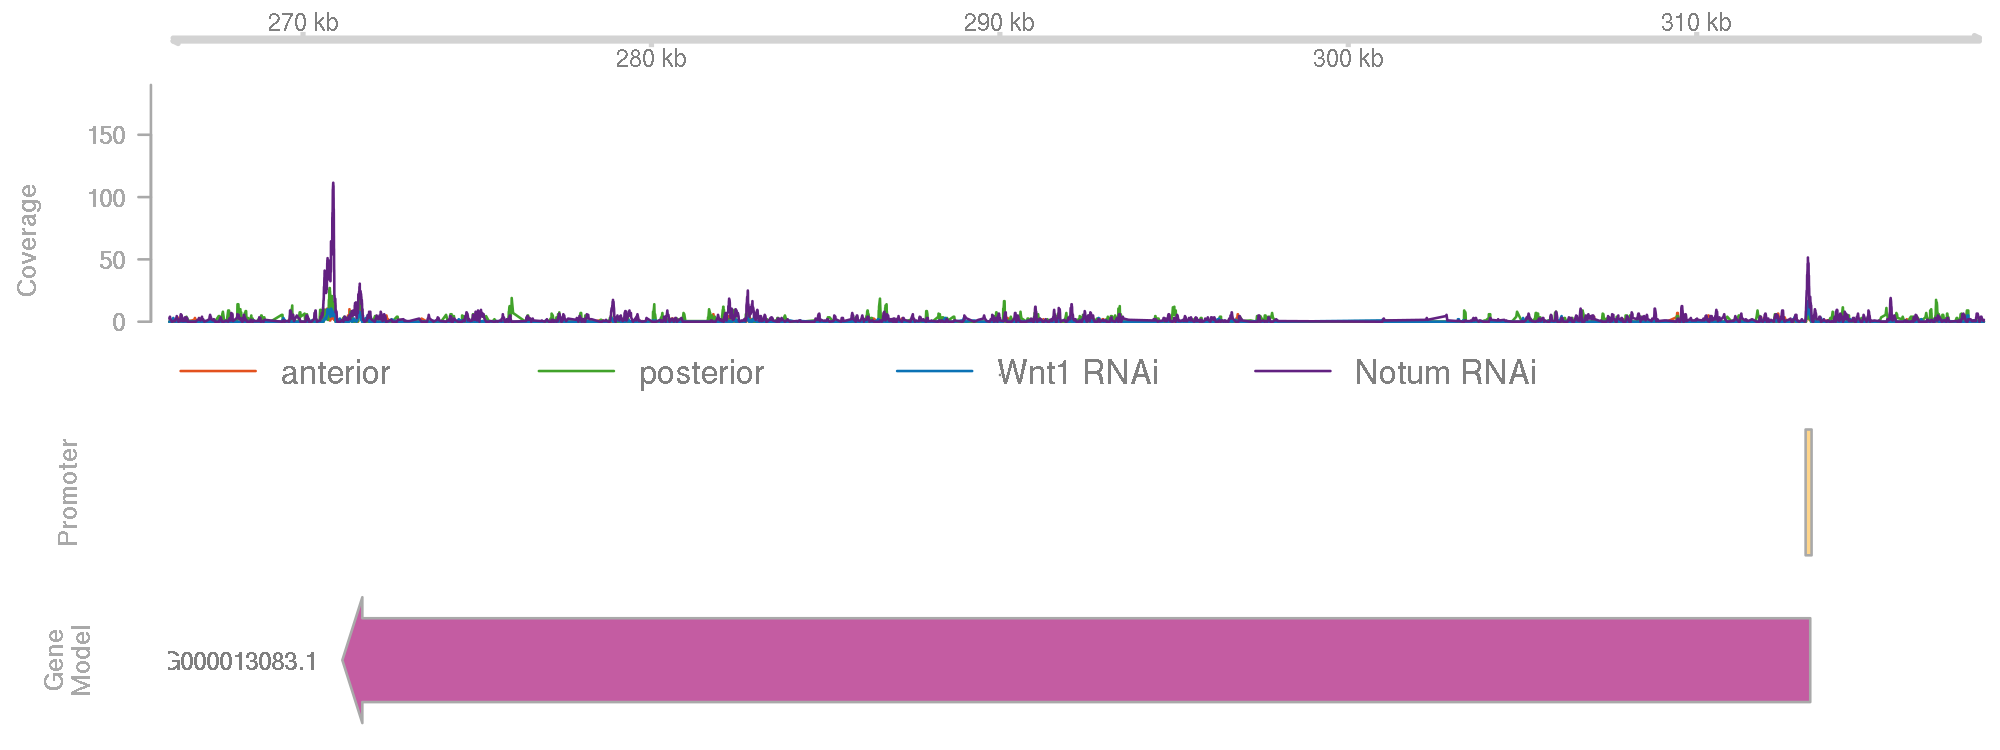 270 kb 290 kb 310 kb
280 kb 300 kb
Coverage
150
100
50
0
anterior posterior Wnt1 RNAi Notum RNAi
Promoter
Gene
Model
G000013083.1